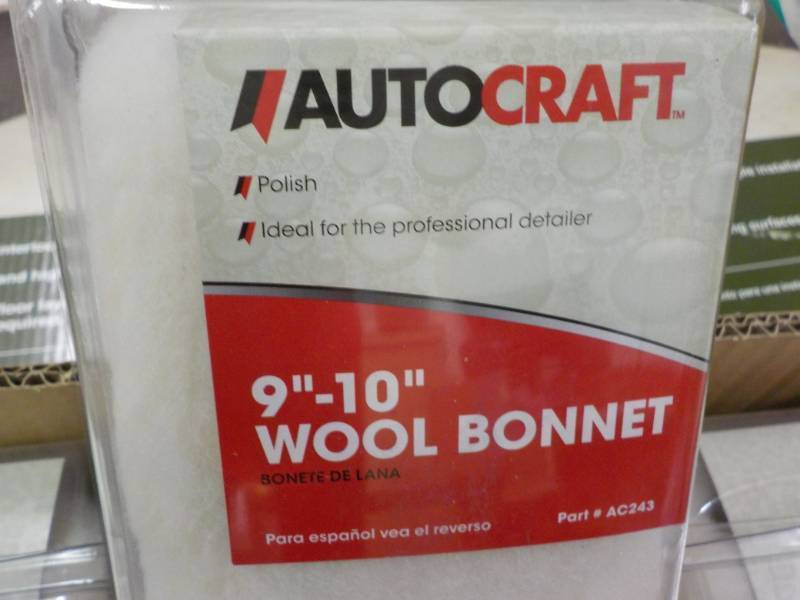 AUTOCRAFT™
Polish
Ideal for the professional detailer
9"-10"
WOOL BONNET
BONETE DE LANA
Para español vea el reverso
Part # AC243